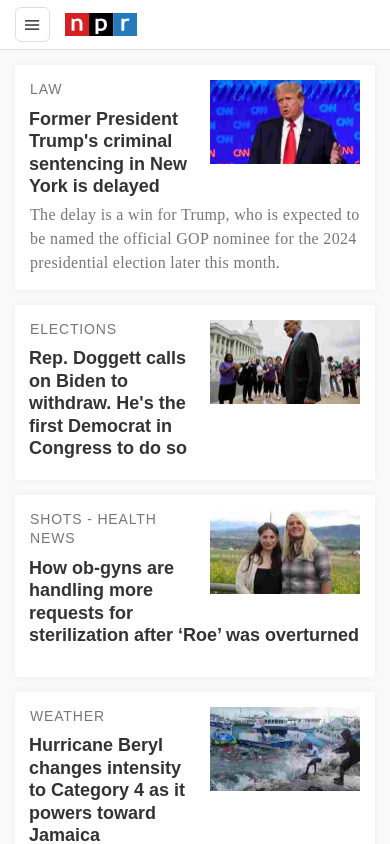 npr
LAW
Former President
Trump's criminal
sentencing in New
York is delayed
The delay is a win for Trump, who is expected to
be named the official GOP nominee for the 2024
presidential election later this month.
CNN
CNN
CNN
CNN
ELECTIONS
Rep. Doggett calls
on Biden to
withdraw. He's the
first Democrat in
Congress to do so
SHOTS - HEALTH
NEWS
How ob-gyns are
handling more
requests for
sterilization after ‘Roe’ was overturned
WEATHER
Hurricane Beryl
changes intensity
to Category 4 as it
powers toward
Jamaica